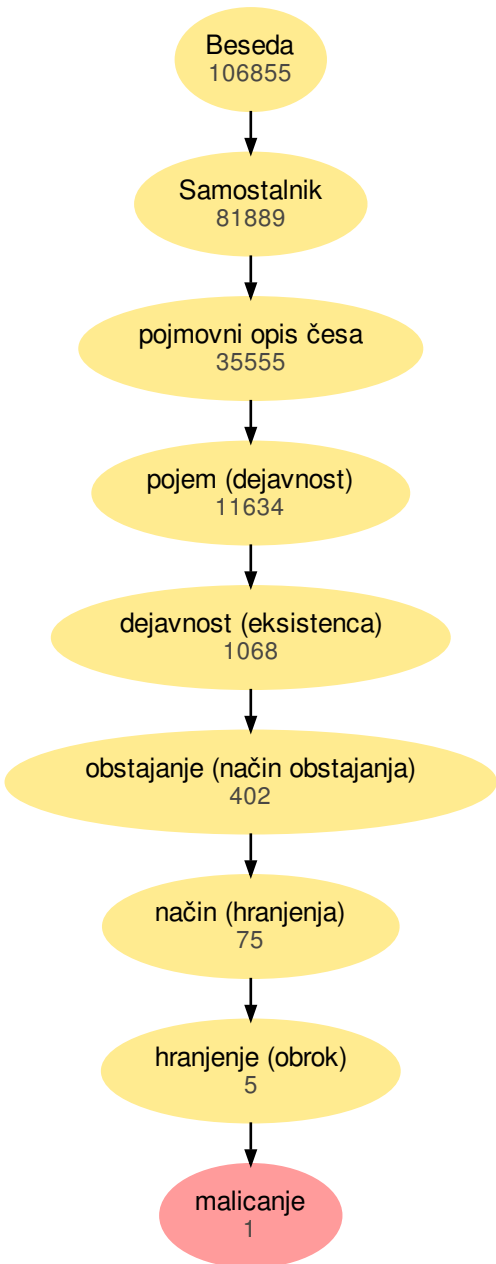 Beseda
106855
Samostalnik
81889
pojmovni opis česa
35555
pojem (dejavnost)
11634
dejavnost (eksistenca)
1068
obstajanje (način obstajanja)
402
način (hranjenja)
75
hranjenje (obrok)
5
malicanje
1